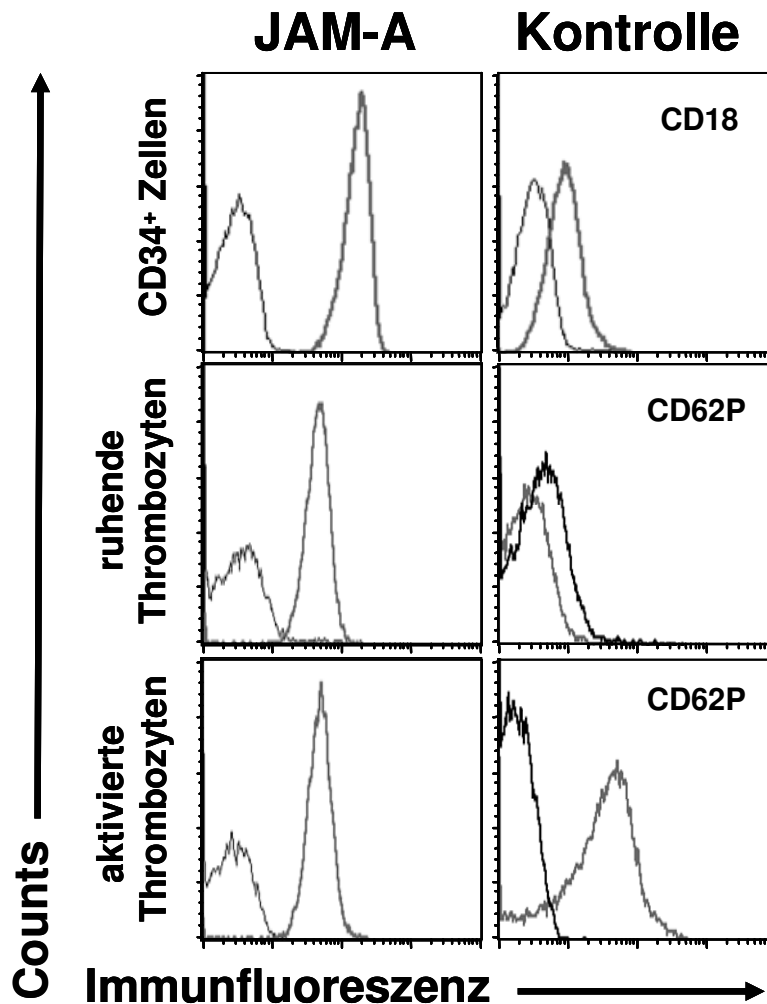 JAM-A
Kontrolle
CD34+ Zellen
CD18
ruhende
Thrombozyten
CD62P
aktivierte
Thrombozyten
CD62P
Counts
Immunfluoreszenz